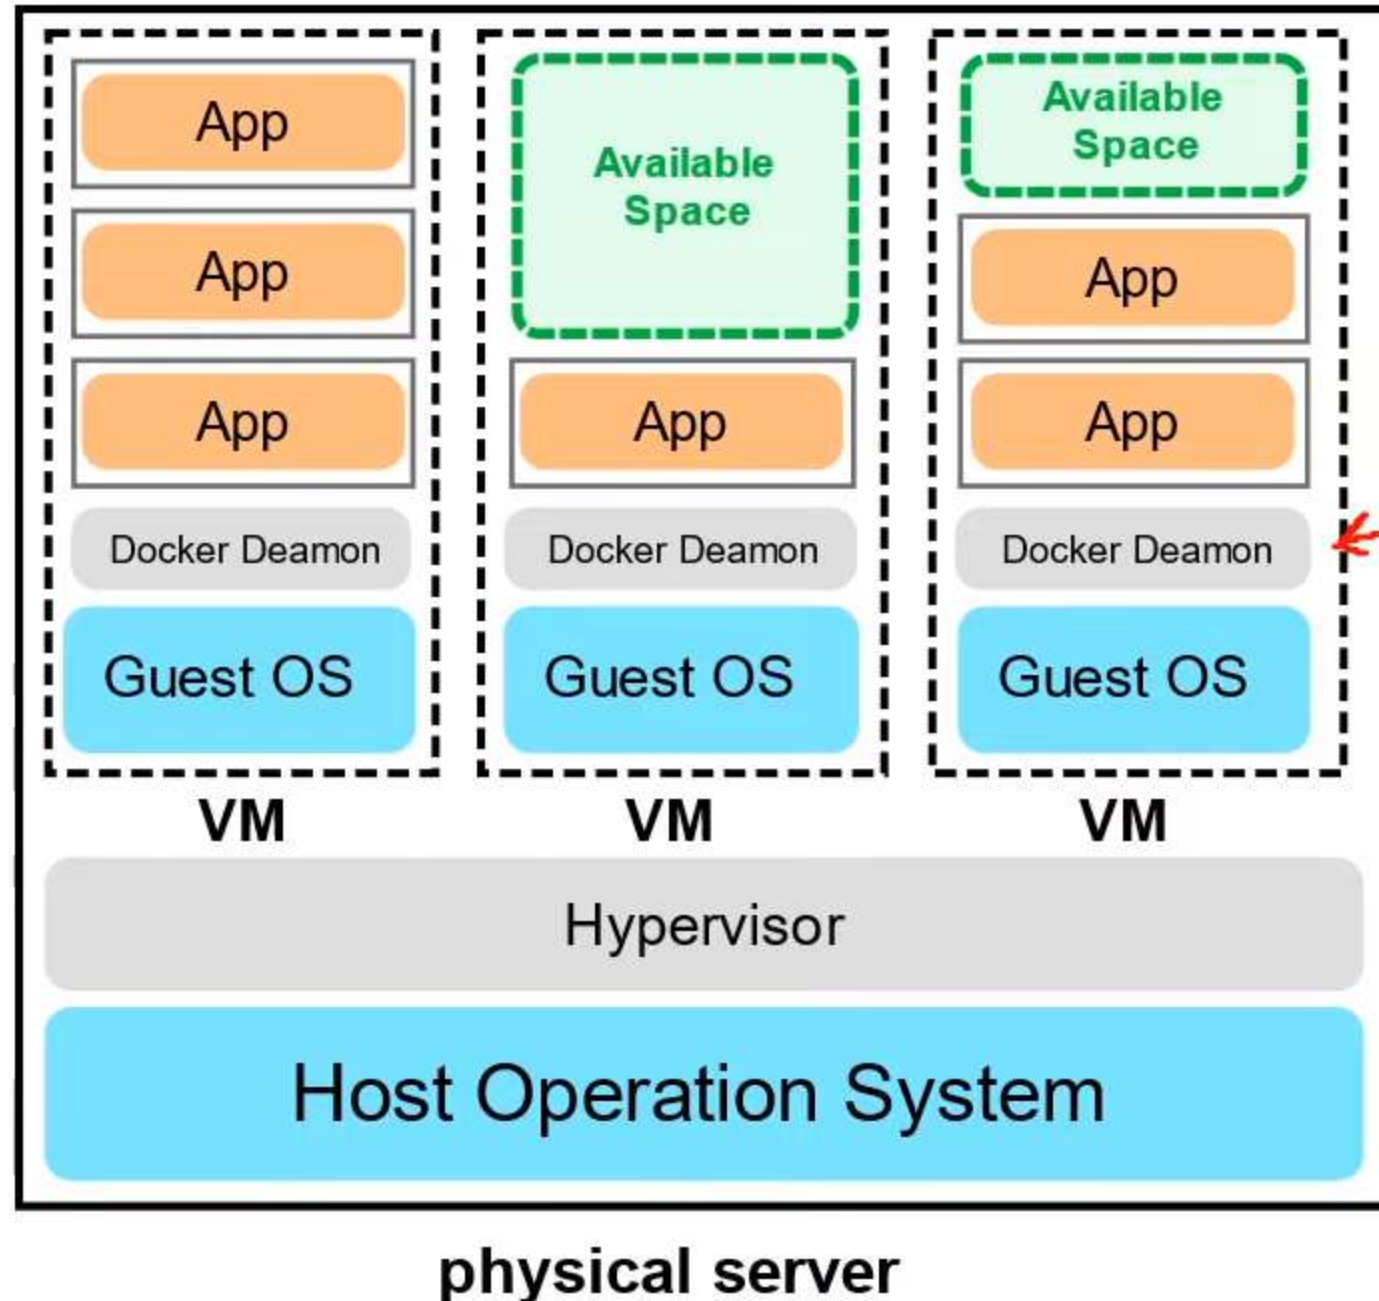 App
App
App
Docker Deamon
Guest OS
VM
Available
Space
App
Docker Deamon
Guest OS
VM
Available
Space
App
App
Docker Deamon
Guest OS
VM
Hypervisor
Host Operation System
physical server